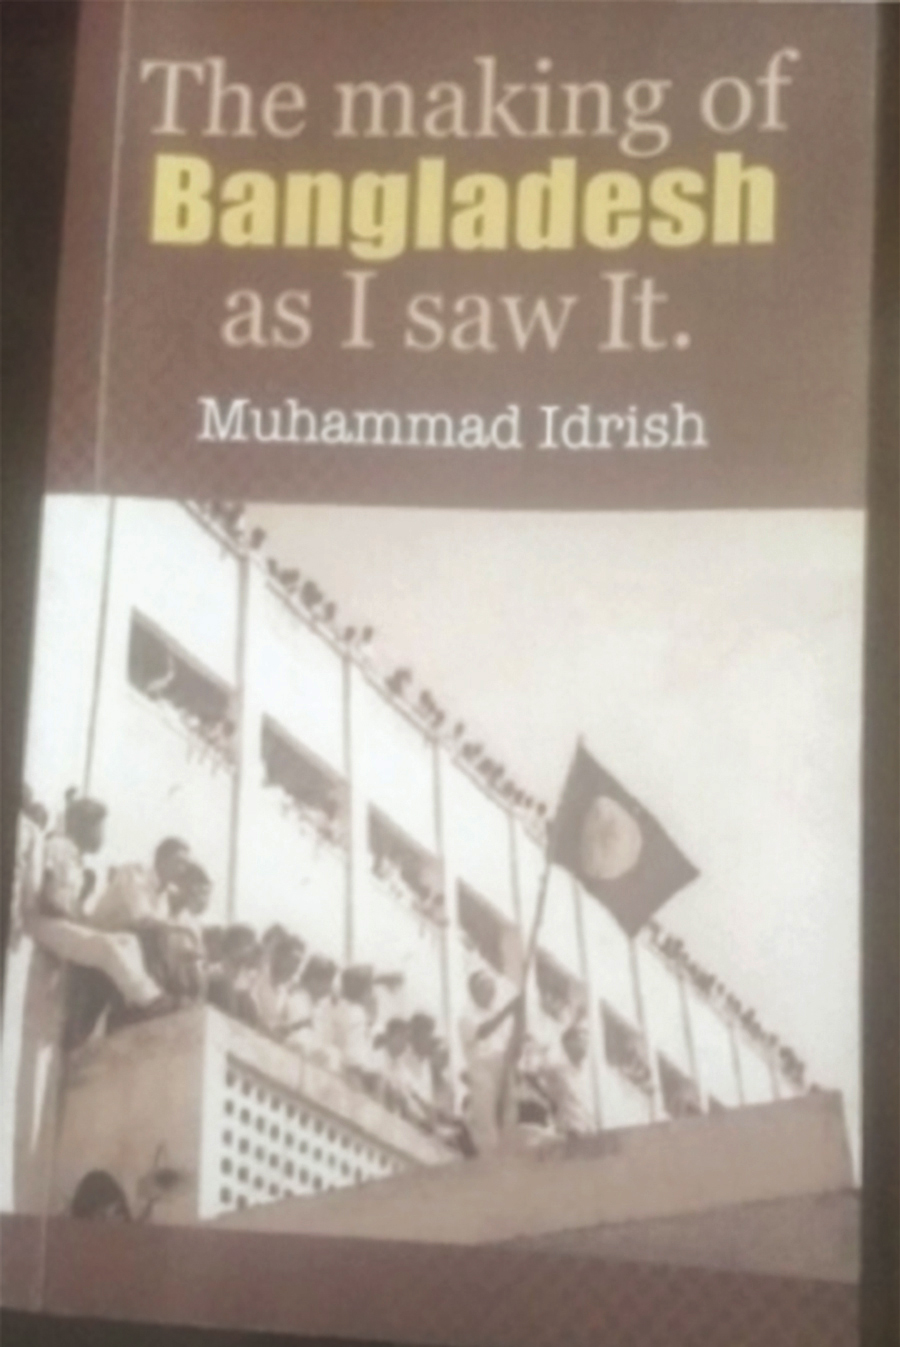 The making of
Bangladesh
as I saw It.
Muhammad Idrish